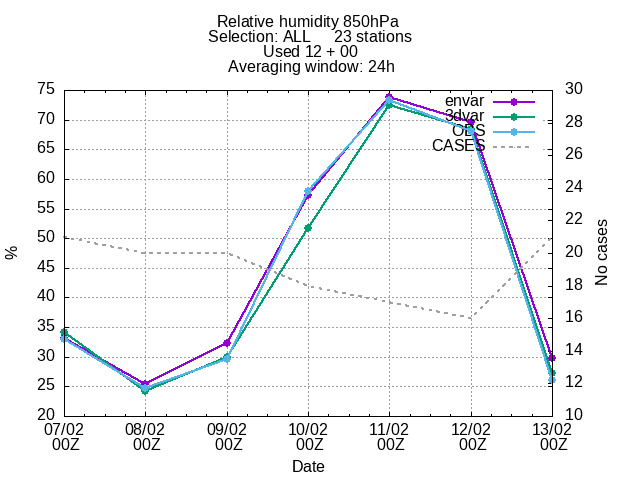 Relative humidity 850hPa
Selection: ALL 23 stations
Used 12 + 00
Averaging window: 24h
75 30
envar
70 28
3dvar
OBS
65 26
CASES
60 24
55 22
50 20
45 18
40 16
35 14
30 12
25 10
20
%
No cases
07/02 08/02 09/02 10/02 11/02 12/02 13/02
00Z 00Z 00Z 00Z 00Z 00Z 00Z
Date